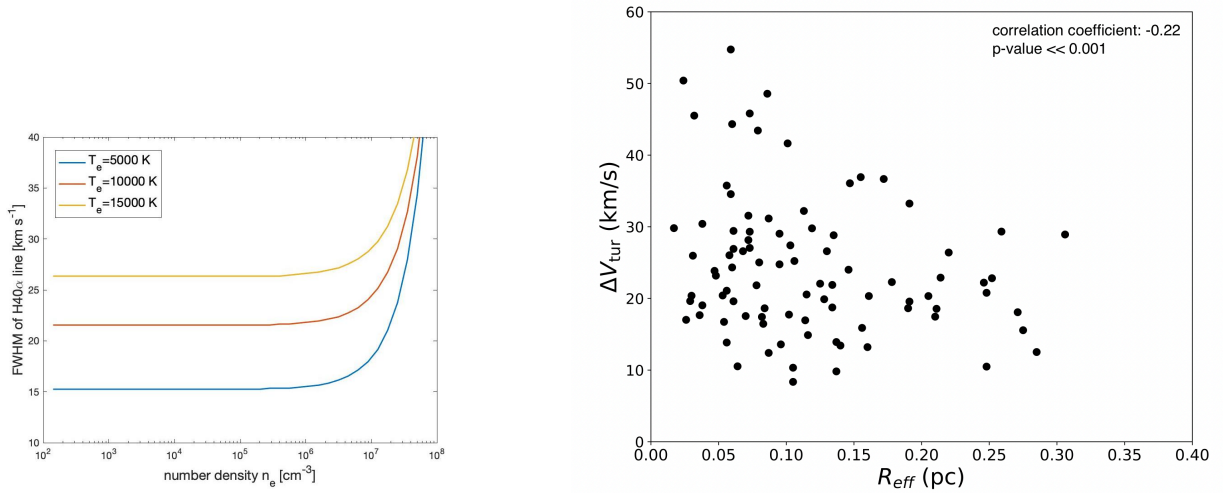 40
35
30
25
20
15
10
FWHM of H40α line [km s⁻¹]
T_e=5000 K
T_e=10000 K
T_e=15000 K
10² 10³ 10⁴ 10⁵ 10⁶ 10⁷ 10⁸
number density n_e [cm⁻³]
60
50
40
30
20
10
0
ΔV_tur (km/s)
correlation coefficient: -0.22
p-value << 0.001
0.00 0.05 0.10 0.15 0.20 0.25 0.30 0.35 0.40
R_eff (pc)